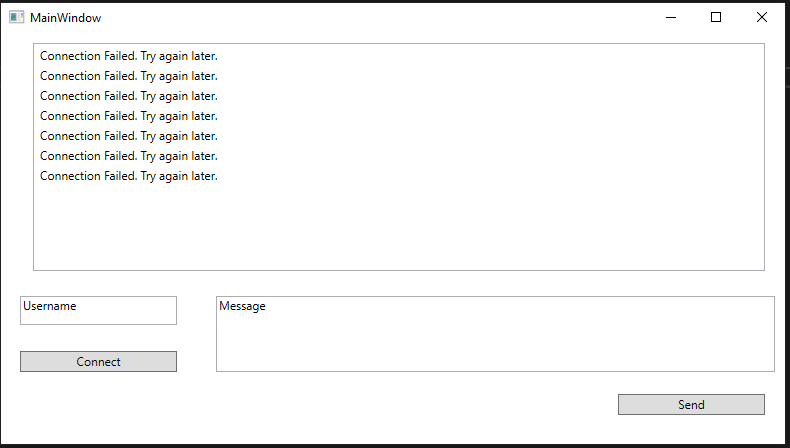 MainWindow
Connection Failed. Try again later.
Connection Failed. Try again later.
Connection Failed. Try again later.
Connection Failed. Try again later.
Connection Failed. Try again later.
Connection Failed. Try again later.
Connection Failed. Try again later.
Username
Message
Connect
Send